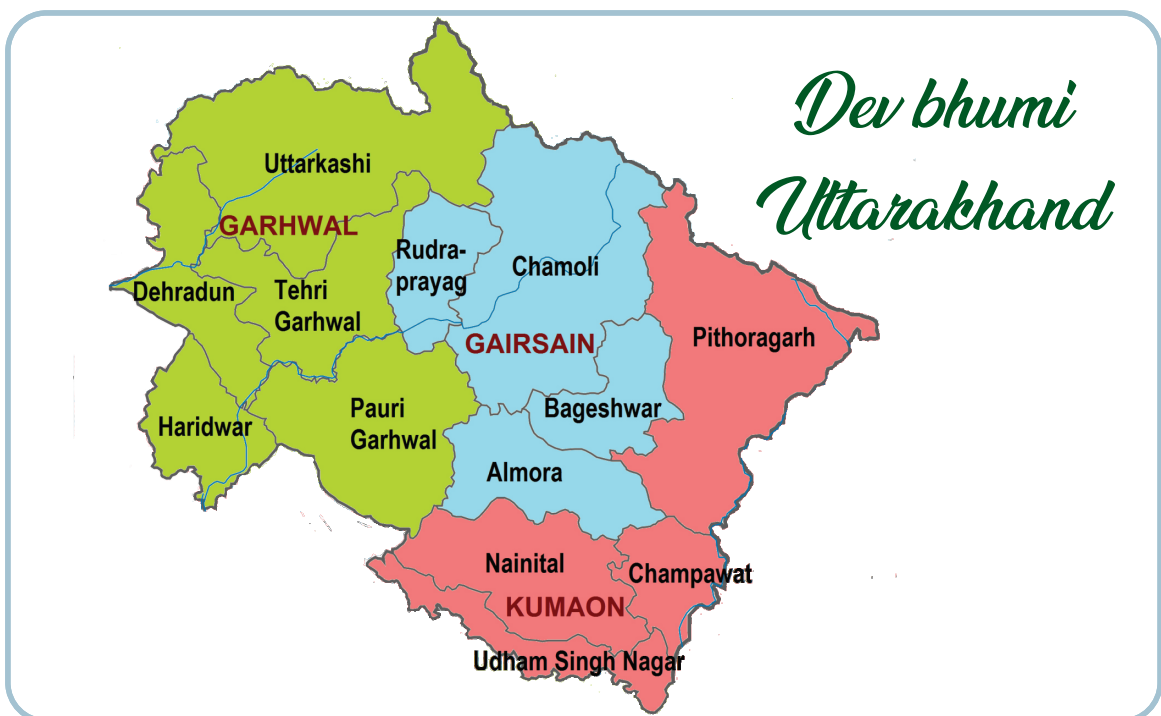 Dev bhumi
Uttarakhand
Uttarkashi
GARHWAL
Rudra-
prayag
Chamoli
Dehradun
Tehri
Garhwal
GAIRSAIN
Pithoragarh
Haridwar
Pauri
Garhwal
Bageshwar
Almora
Nainital
Champawat
KUMAON
Udham Singh Nagar